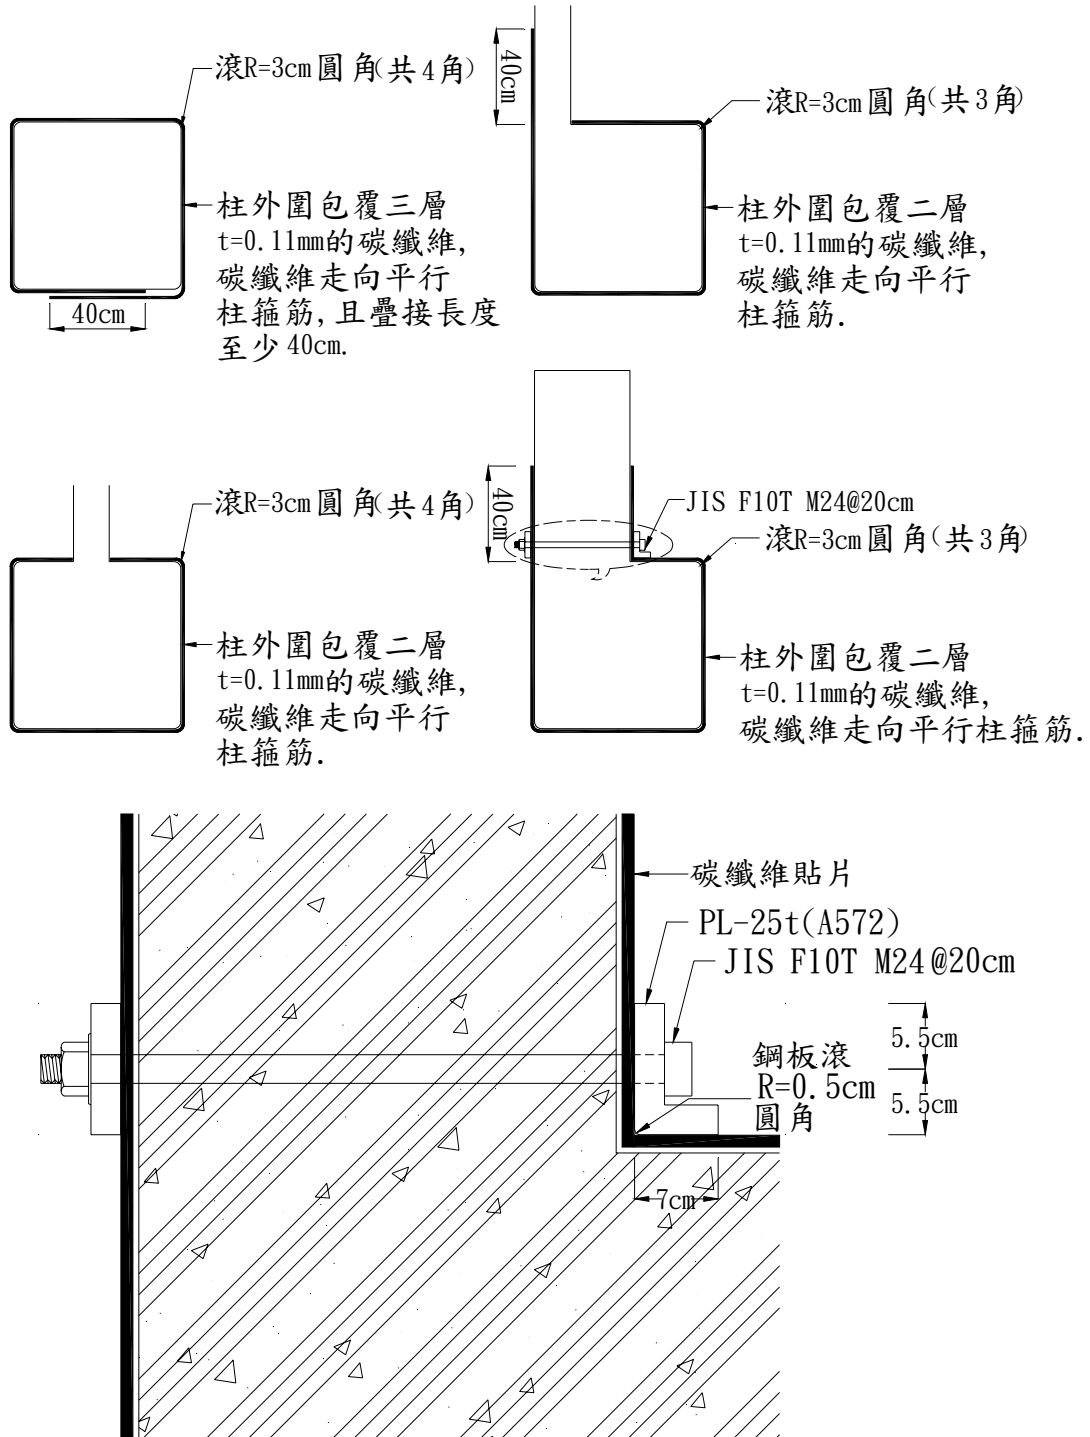 滾R=3cm圓角(共4角)
柱外圍包覆三層
t=0.11mm的碳纖維,
碳纖維走向平行
柱箍筋,且疊接長度
至少40cm.
40cm
40cm
滾R=3cm圓角(共3角)
柱外圍包覆二層
t=0.11mm的碳纖維,
碳纖維走向平行
柱箍筋.
滾R=3cm圓角(共4角)
柱外圍包覆二層
t=0.11mm的碳纖維,
碳纖維走向平行
柱箍筋.
40cm
JIS F10T M24@20cm
滾R=3cm圓角(共3角)
柱外圍包覆二層
t=0.11mm的碳纖維,
碳纖維走向平行柱箍筋.
碳纖維貼片
PL-25t(A572)
JIS F10T M24@20cm
鋼板滾
R=0.5cm
圓角
5.5cm
5.5cm
7cm